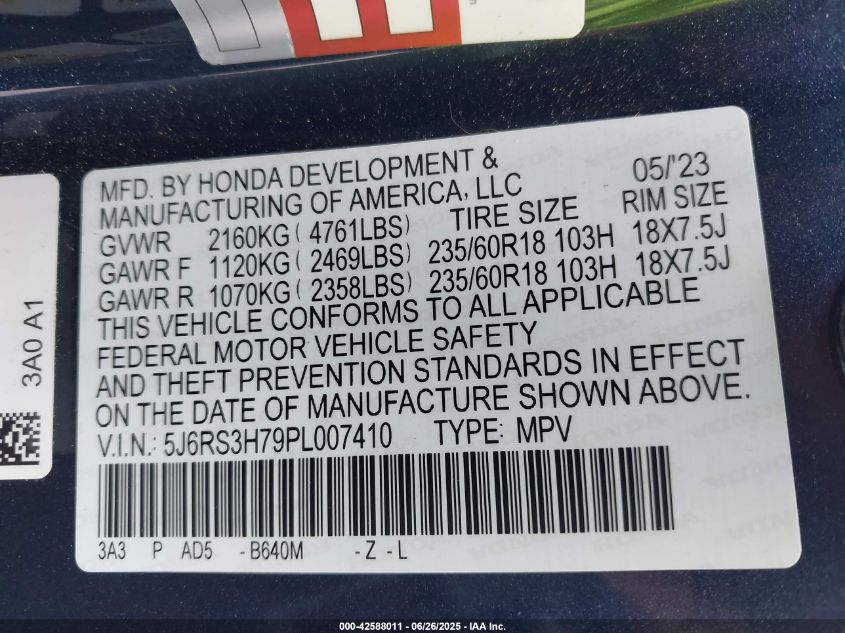 MFD. BY HONDA DEVELOPMENT & 05/'23
MANUFACTURING OF AMERICA, LLC
TIRE SIZE RIM SIZE
GVWR 2160KG ( 4761LBS)
GAWR F 1120KG ( 2469LBS) 235/60R18 103H 18X7.5J
GAWR R 1070KG ( 2358LBS) 235/60R18 103H 18X7.5J
THIS VEHICLE CONFORMS TO ALL APPLICABLE
FEDERAL MOTOR VEHICLE SAFETY
AND THEFT PREVENTION STANDARDS IN EFFECT
ON THE DATE OF MANUFACTURE SHOWN ABOVE.
V.I.N.: 5J6RS3H79PL007410 TYPE: MPV
3A3 P AD5 -B640M -Z -L
3A0 A1
000-42588011 - 06/26/2025 - IAA Inc.